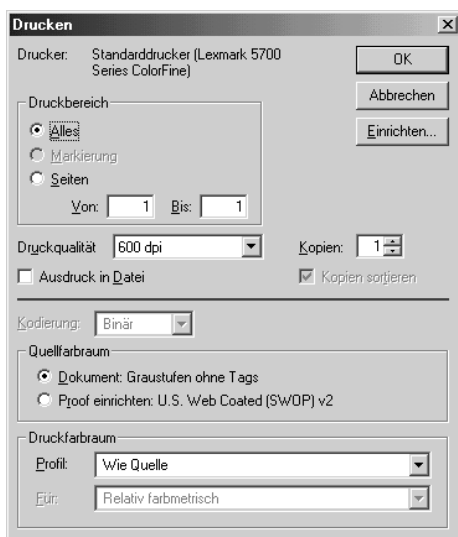 Drucken
Drucker: Standarddrucker (Lexmark 5700
Series ColorFine)
OK
Abbrechen
Einrichten...
Druckbereich
Alles
Markierung
Seiten
Von: 1 Bis: 1
Druckqualität 600 dpi Kopien: 1
Ausdruck in Datei Kopien sortieren
Kodierung: Binär
Quellfarbraum
Dokument: Graustufen ohne Tags
Proof einrichten: U.S. Web Coated (SWOP) v2
Druckfarbraum
Profil: Wie Quelle
Für: Relativ farbmetrisch